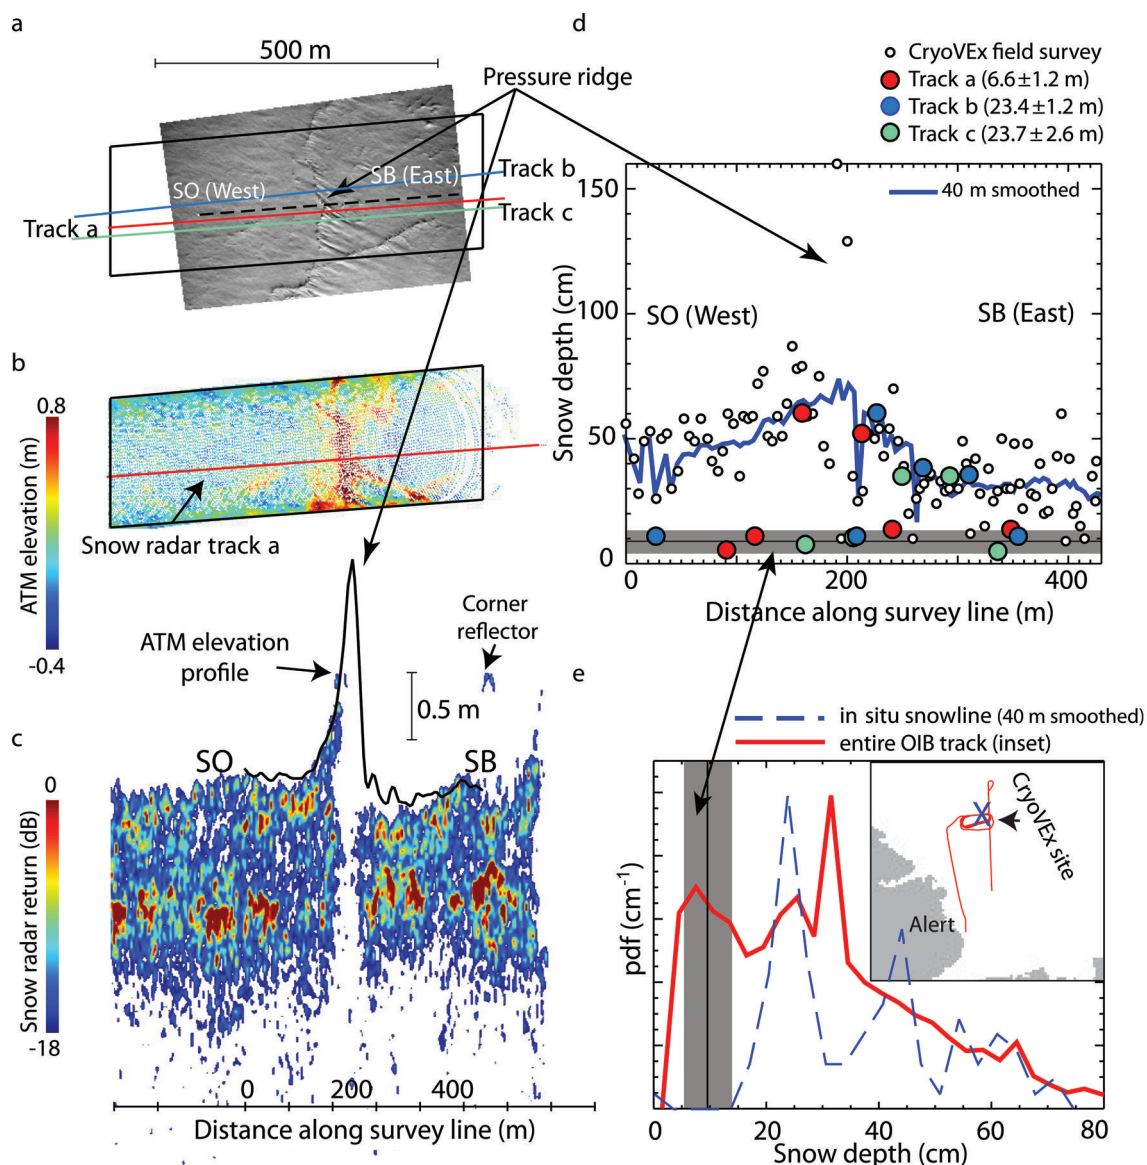 a
500 m
Pressure ridge
SO (West)
SB (East)
Track b
Track a
Track c
b
0.8
ATM elevation (m)
-0.4
Snow radar track a
ATM elevation
profile
Corner
reflector
0.5 m
c
SO
SB
0
Snow radar return (dB)
-18
0 200 400
Distance along survey line (m)
d
CryoVEx field survey
Track a (6.6±1.2 m)
Track b (23.4±1.2 m)
Track c (23.7±2.6 m)
40 m smoothed
150
100
50
0
Snow depth (cm)
SO (West)
SB (East)
0 200 400
Distance along survey line (m)
e
in situ snowline (40 m smoothed)
entire OIB track (inset)
CryoVEx site
Alert
pdf (cm⁻¹)
0 20 40 60 80
Snow depth (cm)